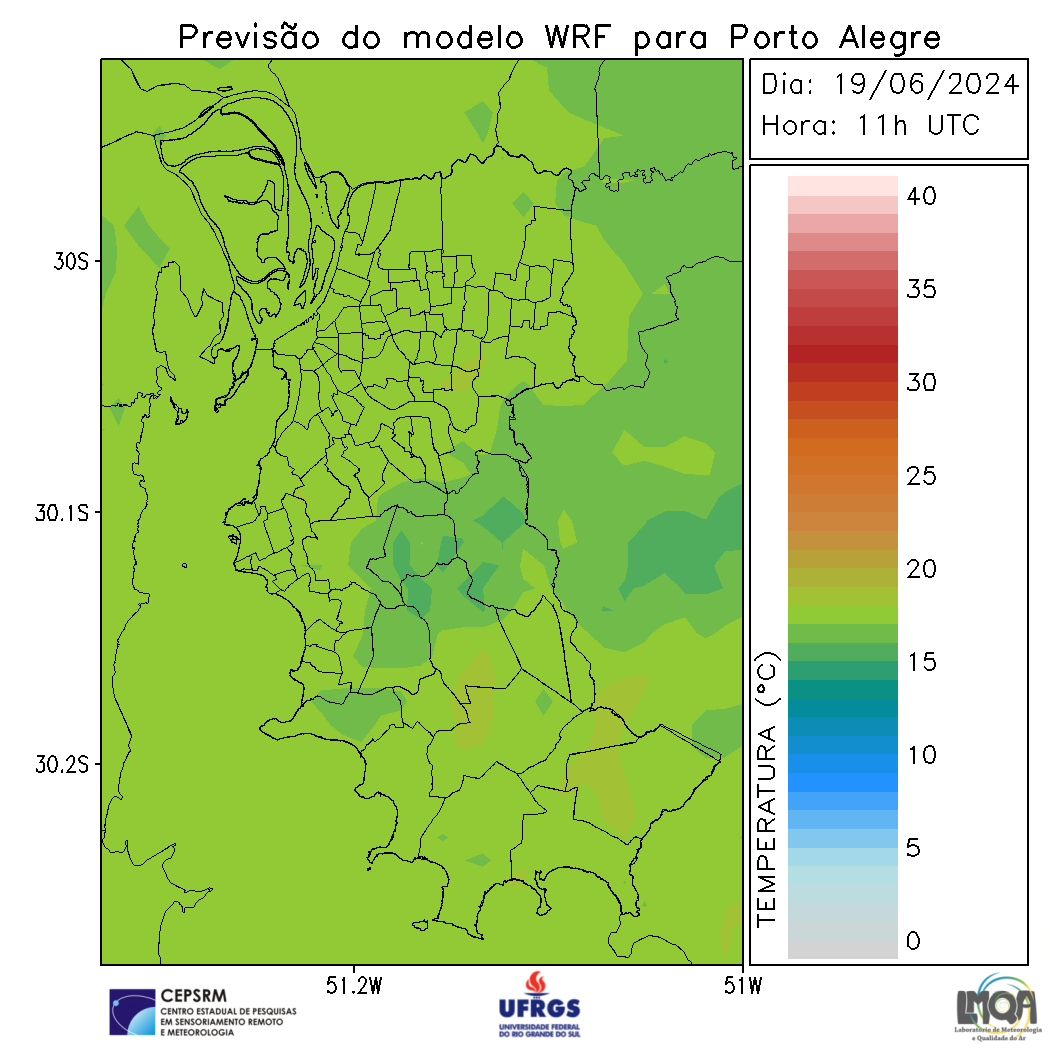 Previsão do modelo WRF para Porto Alegre
Dia: 19/06/2024
Hora: 11h UTC
40
35
30
25
20
15
10
5
0
TEMPERATURA (°C)
30S
30.1S
30.2S
51.2W
51W
CEPSRM
CENTRO ESTADUAL DE PESQUISAS
EM SENSORIAMENTO REMOTO
E METEOROLOGIA
UFRGS
UNIVERSIDADE FEDERAL
DO RIO GRANDE DO SUL
LMQA
Laboratório de Meteorologia
e Qualidade do Ar